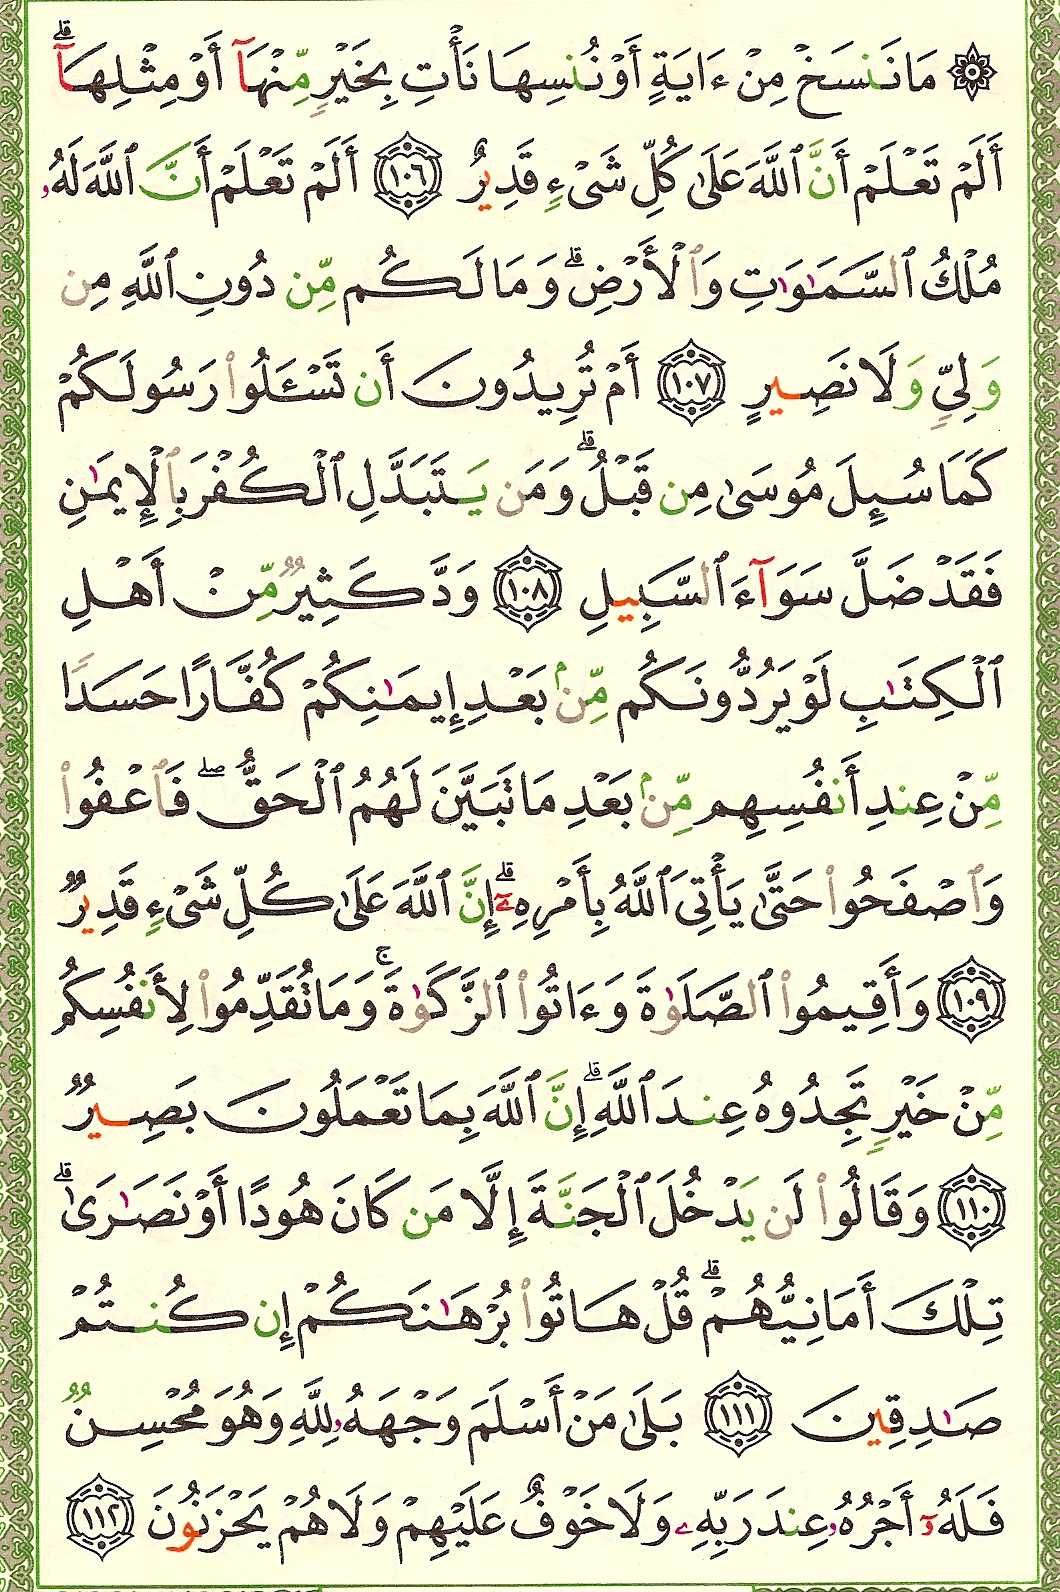 ۞ مَا نَنسَخْ مِنْ ءَايَةٍ أَوْ نُنسِهَا نَأْتِ بِخَيْرٍ مِّنْهَآ أَوْ مِثْلِهَآ ۗ
أَلَمْ تَعْلَمْ أَنَّ ٱللَّهَ عَلَىٰ كُلِّ شَىْءٍ قَدِيرٌ ١٠٦ أَلَمْ تَعْلَمْ أَنَّ ٱللَّهَ لَهُۥ
مُلْكُ ٱلسَّمَـٰوَٰتِ وَٱلْأَرْضِ ۗ وَمَا لَكُم مِّن دُونِ ٱللَّهِ مِن
وَلِىٍّ وَلَا نَصِيرٍ ١٠٧ أَمْ تُرِيدُونَ أَن تَسْـَٔلُوا۟ رَسُولَكُمْ
كَمَا سُئِلَ مُوسَىٰ مِن قَبْلُ ۗ وَمَن يَتَبَدَّلِ ٱلْكُفْرَ بِٱلْإِيمَـٰنِ
فَقَدْ ضَلَّ سَوَآءَ ٱلسَّبِيلِ ١٠٨ وَدَّ كَثِيرٌ مِّنْ أَهْلِ
ٱلْكِتَـٰبِ لَوْ يَرُدُّونَكُم مِّنۢ بَعْدِ إِيمَـٰنِكُمْ كُفَّارًا حَسَدًا
مِّنْ عِندِ أَنفُسِهِم مِّنۢ بَعْدِ مَا تَبَيَّنَ لَهُمُ ٱلْحَقُّ ۖ فَٱعْفُوا۟
وَٱصْفَحُوا۟ حَتَّىٰ يَأْتِىَ ٱللَّهُ بِأَمْرِهِۦٓ ۗ إِنَّ ٱللَّهَ عَلَىٰ كُلِّ شَىْءٍ قَدِيرٌ
١٠٩ وَأَقِيمُوا۟ ٱلصَّلَوٰةَ وَءَاتُوا۟ ٱلزَّكَوٰةَ ۚ وَمَا تُقَدِّمُوا۟ لِأَنفُسِكُم
مِّنْ خَيْرٍ تَجِدُوهُ عِندَ ٱللَّهِ ۗ إِنَّ ٱللَّهَ بِمَا تَعْمَلُونَ بَصِيرٌ
١١٠ وَقَالُوا۟ لَن يَدْخُلَ ٱلْجَنَّةَ إِلَّا مَن كَانَ هُودًا أَوْ نَصَـٰرَىٰ ۗ
تِلْكَ أَمَانِيُّهُمْ ۗ قُلْ هَاتُوا۟ بُرْهَـٰنَكُمْ إِن كُنتُمْ
صَـٰدِقِينَ ١١١ بَلَىٰ مَنْ أَسْلَمَ وَجْهَهُۥ لِلَّهِ وَهُوَ مُحْسِنٌ
فَلَهُۥٓ أَجْرُهُۥ عِندَ رَبِّهِۦ وَلَا خَوْفٌ عَلَيْهِمْ وَلَا هُمْ يَحْزَنُونَ ١١٢